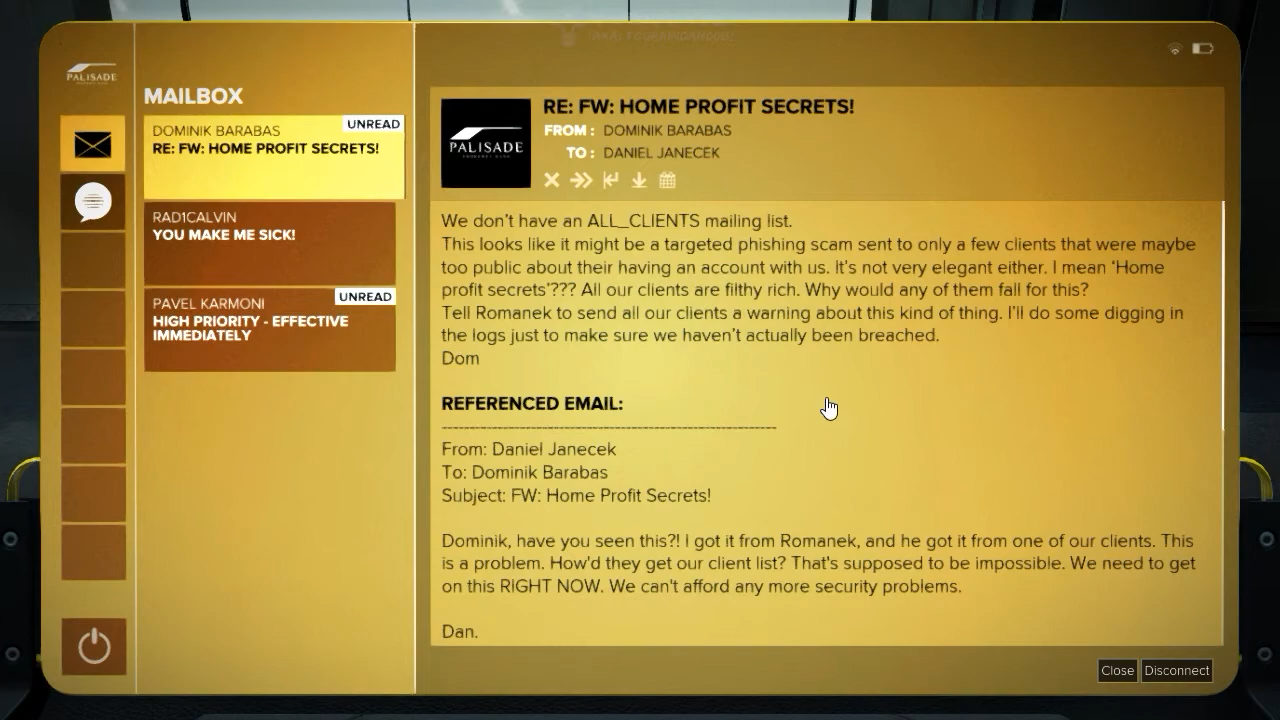 PALISADE
MAILBOX
DOMINIK BARABAS
UNREAD
RE: FW: HOME PROFIT SECRETS!
RAD1CALVIN
YOU MAKE ME SICK!
PAVEL KARMONI
UNREAD
HIGH PRIORITY - EFFECTIVE
IMMEDIATELY
PALISADE
RE: FW: HOME PROFIT SECRETS!
FROM : DOMINIK BARABAS
TO : DANIEL JANECEK
We don't have an ALL_CLIENTS mailing list.
This looks like it might be a targeted phishing scam sent to only a few clients that were maybe
too public about their having an account with us. It's not very elegant either. I mean 'Home
profit secrets'??? All our clients are filthy rich. Why would any of them fall for this?
Tell Romanek to send all our clients a warning about this kind of thing. I'll do some digging in
the logs just to make sure we haven't actually been breached.
Dom
REFERENCED EMAIL:
------------------------------------------------------------
From: Daniel Janecek
To: Dominik Barabas
Subject: FW: Home Profit Secrets!
Dominik, have you seen this?! I got it from Romanek, and he got it from one of our clients. This
is a problem. How'd they get our client list? That's supposed to be impossible. We need to get
on this RIGHT NOW. We can't afford any more security problems.
Dan.
Close
Disconnect